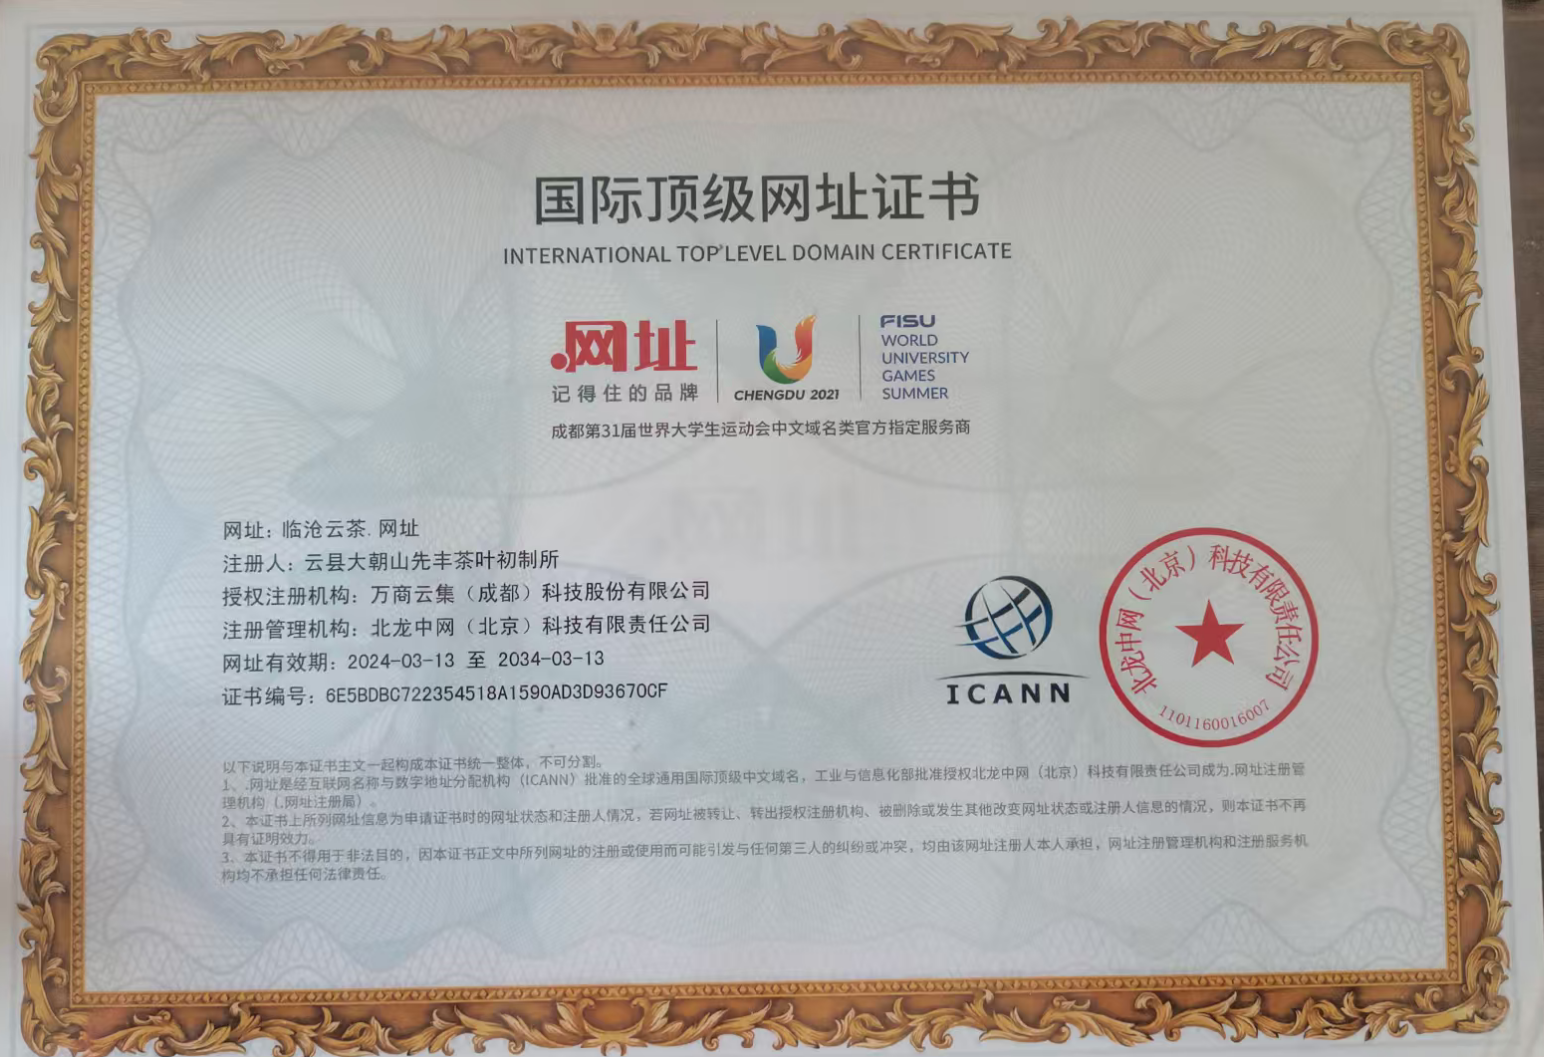 国际顶级网址证书
INTERNATIONAL TOP LEVEL DOMAIN CERTIFICATE
.网址
记得住的品牌
CHENGDU 2021
FISU
WORLD
UNIVERSITY
GAMES
SUMMER
成都第31届世界大学生运动会中文域名类官方指定服务商
网址：临沧云茶.网址
注册人：云县大朝山先丰茶叶初制所
授权注册机构：万商云集（成都）科技股份有限公司
注册管理机构：北龙中网（北京）科技有限责任公司
网址有效期：2024-03-13 至 2034-03-13
证书编号：6E5BDBC722354518A1590AD3D93670CF
ICANN
北龙中网（北京）科技有限责任公司
1101160016007
以下说明与本证书主文一起构成本证书统一整体，不可分割。
1、.网址是经互联网名称与数字地址分配机构（ICANN）批准的全球通用国际顶级中文域名，工业与信息化部批准授权北龙中网（北京）科技有限责任公司成为.网址注册管
理机构（.网址注册局）。
2、本证书上所列网址信息为申请证书时的网址状态和注册人情况，若网址被转让、转出授权注册机构、被删除或发生其他改变网址状态或注册人信息的情况，则本证书不再
具有证明效力。
3、本证书不得用于非法目的，因本证书正文中所列网址的注册或使用而可能引发与任何第三人的纠纷或冲突，均由该网址注册人本人承担，网址注册管理机构和注册服务机
构均不承担任何法律责任。